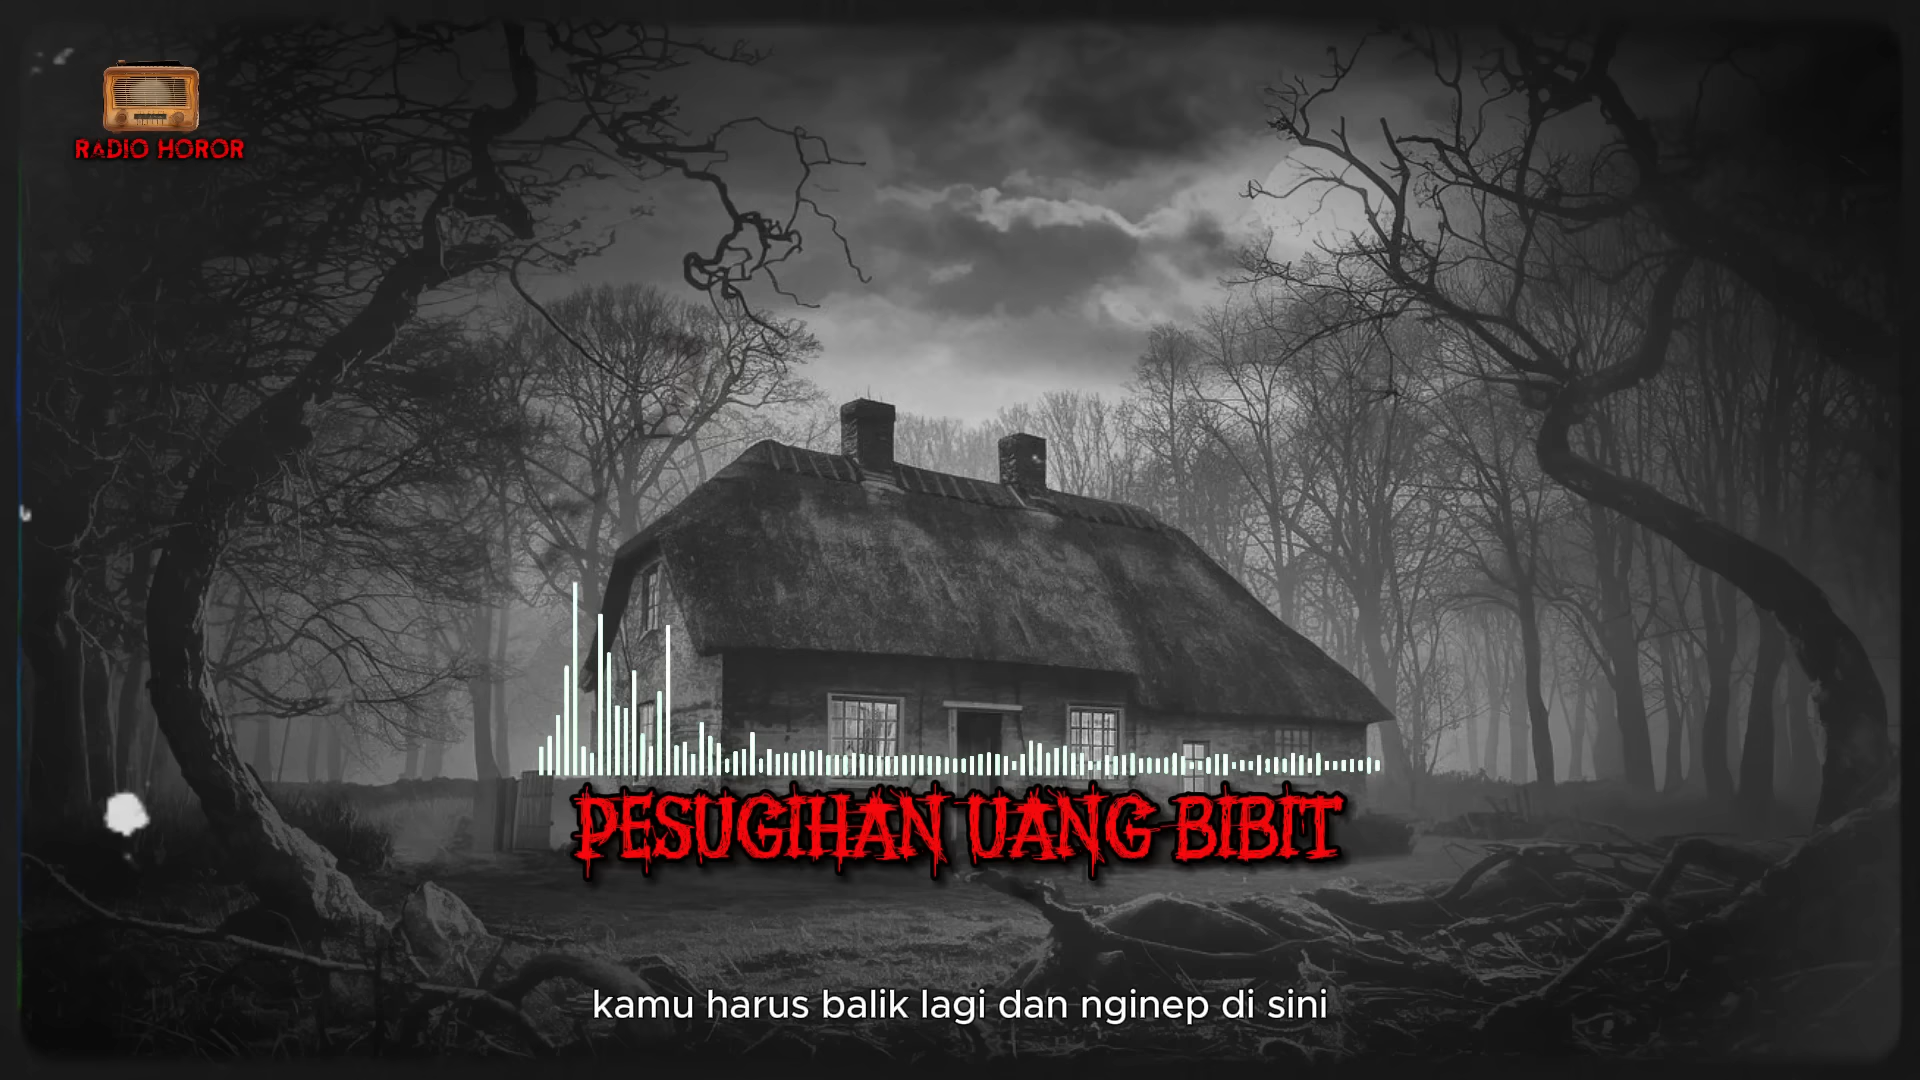 RADIO HOROR
PESUGIHAN UANG BIBIT
kamu harus balik lagi dan nginep di sini